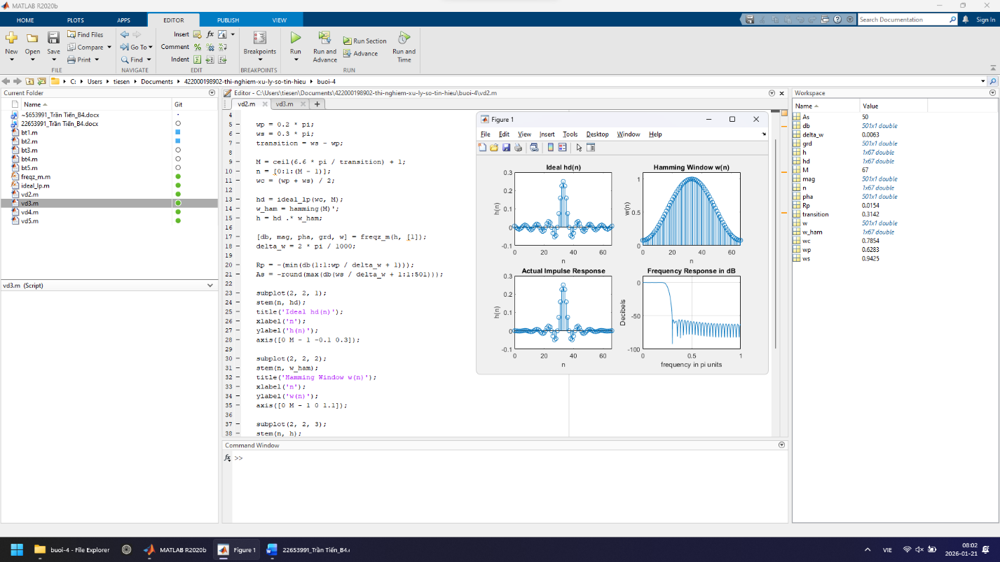 MATLAB R2020b
HOME PLOTS APPS EDITOR PUBLISH VIEW
Search Documentation Sign In
New Open Save Find Files Compare Print
FILE
Go To Find
NAVIGATE
Insert
Comment
Indent
EDIT
Breakpoints
BREAKPOINTS
Run Run and Advance Run Section Advance Run and Time
RUN
C: Users tiesen Documents 422000198902-thi-nghiem-xu-ly-so-tin-hieu buoi-4
Current Folder
Name Git
~$653991_Trần Tiến_B4.docx
22653991_Trần Tiến_B4.docx
bt1.m
bt2.m
bt3.m
bt4.m
bt5.m
freqz_m.m
ideal_lp.m
vd2.m
vd3.m
vd4.m
vd5.m
vd3.m (Script)
Editor - C:\Users\tiesen\Documents\422000198902-thi-nghiem-xu-ly-so-tin-hieu\buoi-4\vd2.m
vd2.m vd3.m
4
5 – wp = 0.2 * pi;
6 – ws = 0.3 * pi;
7 – transition = ws - wp;
8
9 – M = ceil(6.6 * pi / transition) + 1;
10 – n = [0:1:(M - 1)];
11 – wc = (wp + ws) / 2;
12
13 – hd = ideal_lp(wc, M);
14 – w_ham = hamming(M)';
15 – h = hd .* w_ham;
16
17 – [db, mag, pha, grd, w] = freqz_m(h, [1]);
18 – delta_w = 2 * pi / 1000;
19
20 – Rp = -(min(db(1:1:wp / delta_w + 1)));
21 – As = -round(max(db(ws / delta_w + 1:1:501)));
22
23 – subplot(2, 2, 1);
24 – stem(n, hd);
25 – title('Ideal hd(n)');
26 – xlabel('n');
27 – ylabel('h(n)');
28 – axis([0 M - 1 -0.1 0.3]);
29
30 – subplot(2, 2, 2);
31 – stem(n, w_ham);
32 – title('Hamming Window w(n)');
33 – xlabel('n');
34 – ylabel('w(n)');
35 – axis([0 M - 1 0 1.1]);
36
37 – subplot(2, 2, 3);
38 – stem(n, h);
Figure 1
File Edit View Insert Tools Desktop Window Help
Ideal hd(n)
0.3
0.2
0.1
0
-0.1
h(n)
0 20 40 60
n
Hamming Window w(n)
1
0.5
0
w(n)
0 20 40 60
n
Actual Impulse Response
0.3
0.2
0.1
0
-0.1
h(n)
0 20 40 60
n
Frequency Response in dB
0
-50
-100
Decibels
0 0.5 1
frequency in pi units
Command Window
fx >>
Workspace
Name Value
As 50
db 501x1 double
delta_w 0.0063
grd 501x1 double
h 1x67 double
hd 1x67 double
M 67
mag 501x1 double
n 1x67 double
pha 501x1 double
Rp 0.0154
transition 0.3142
w 501x1 double
w_ham 1x67 double
wc 0.7854
wp 0.6283
ws 0.9425
buoi-4 - File Explorer MATLAB R2020b Figure 1 22653991_Trần Tiến_B4.
VIE
08:02
2026-01-21